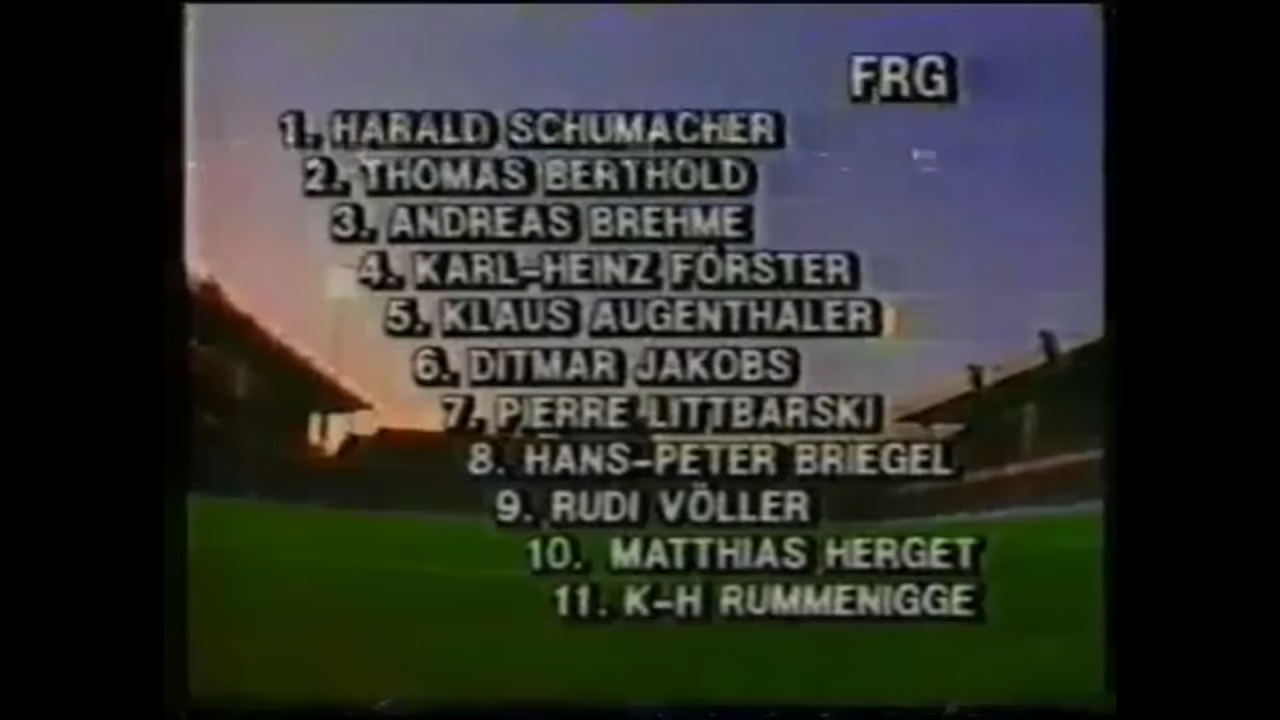 FRG
1. HARALD SCHUMACHER
2. THOMAS BERTHOLD
3. ANDREAS BREHME
4. KARL-HEINZ FÖRSTER
5. KLAUS AUGENTHALER
6. DITMAR JAKOBS
7. PIERRE LITTBARSKI
8. HANS-PETER BRIEGEL
9. RUDI VÖLLER
10. MATTHIAS HERGET
11. K-H RUMMENIGGE